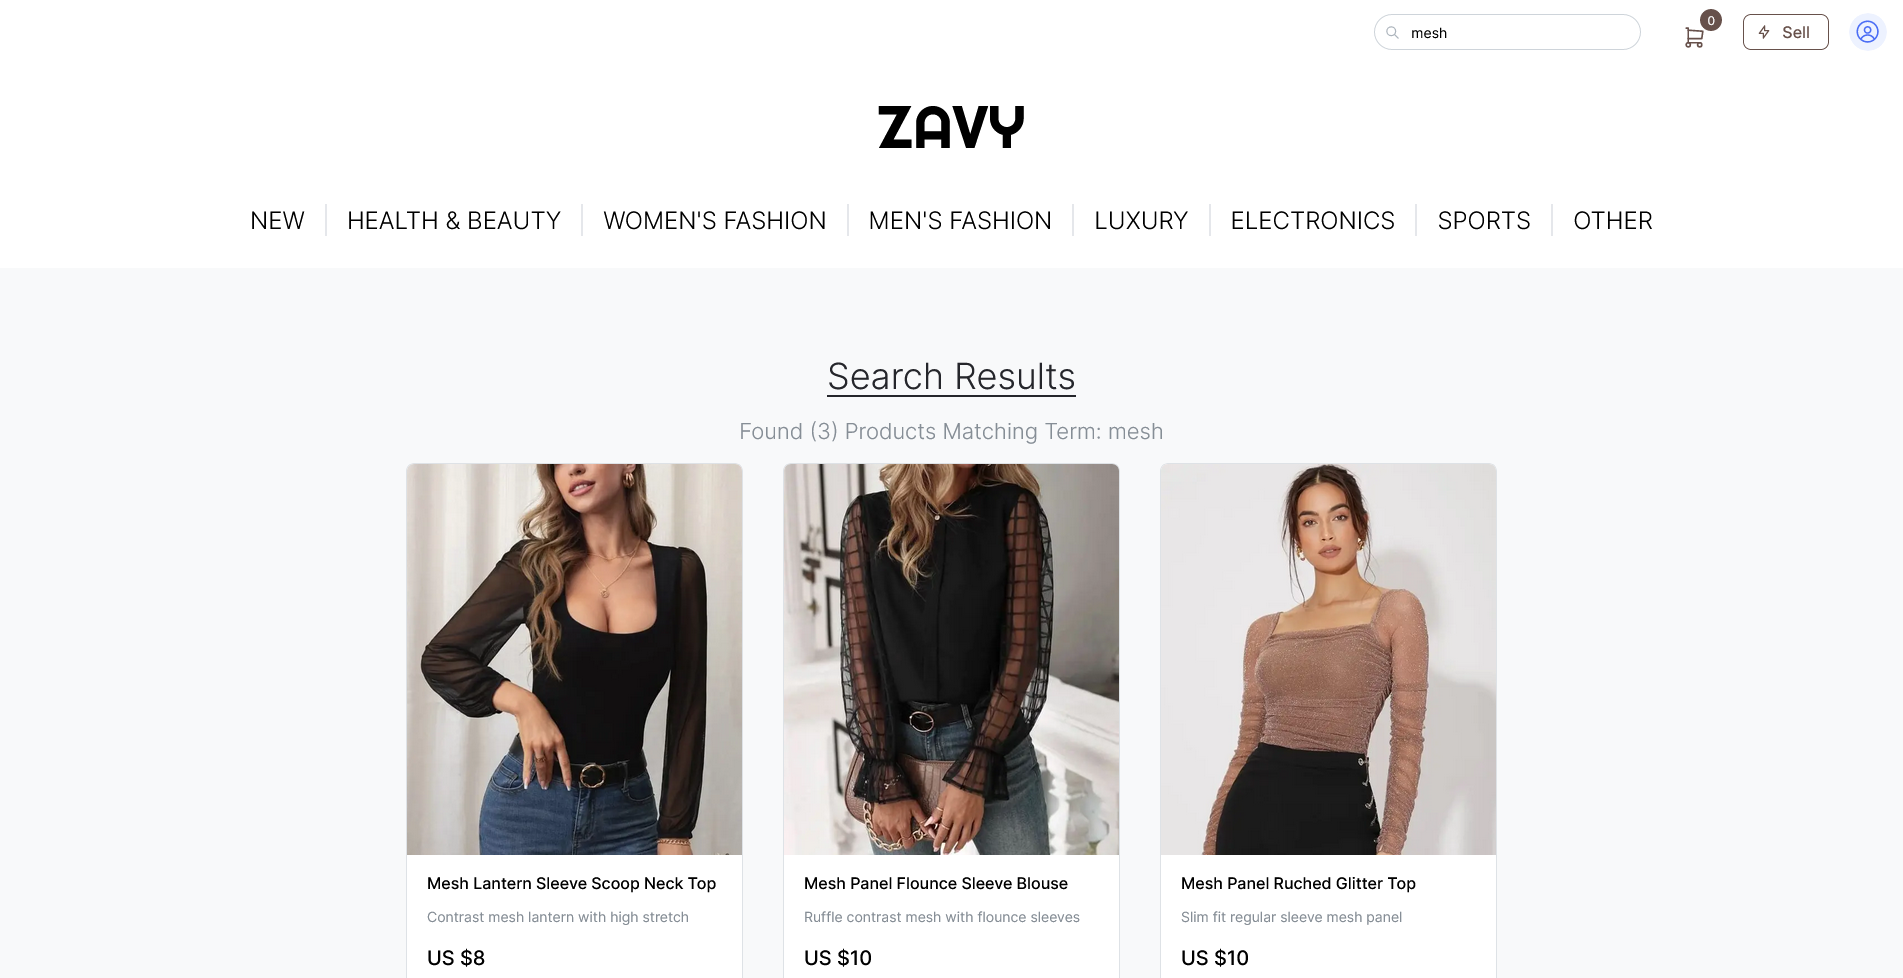 mesh
0
Sell
ZAVY
NEW
HEALTH & BEAUTY
WOMEN'S FASHION
MEN'S FASHION
LUXURY
ELECTRONICS
SPORTS
OTHER
Search Results
Found (3) Products Matching Term: mesh
Mesh Lantern Sleeve Scoop Neck Top
Contrast mesh lantern with high stretch
US $8
Mesh Panel Flounce Sleeve Blouse
Ruffle contrast mesh with flounce sleeves
US $10
Mesh Panel Ruched Glitter Top
Slim fit regular sleeve mesh panel
US $10